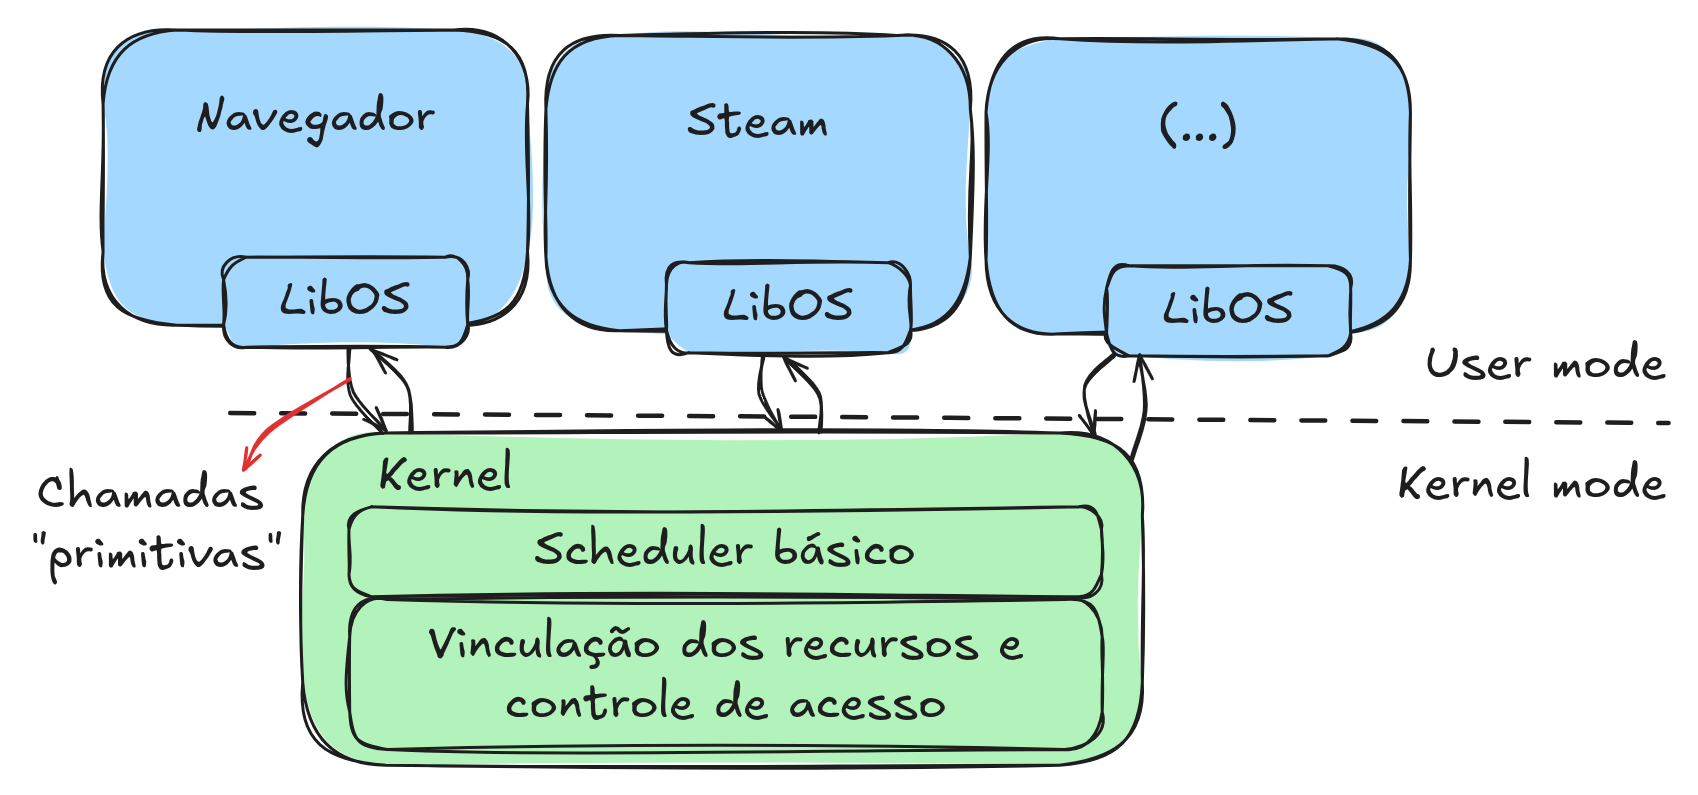 Navegador
Steam
(...)
LibOS
LibOS
LibOS
User mode
Kernel mode
Chamadas
"primitivas"
Kernel
Scheduler básico
Vinculação dos recursos e
controle de acesso